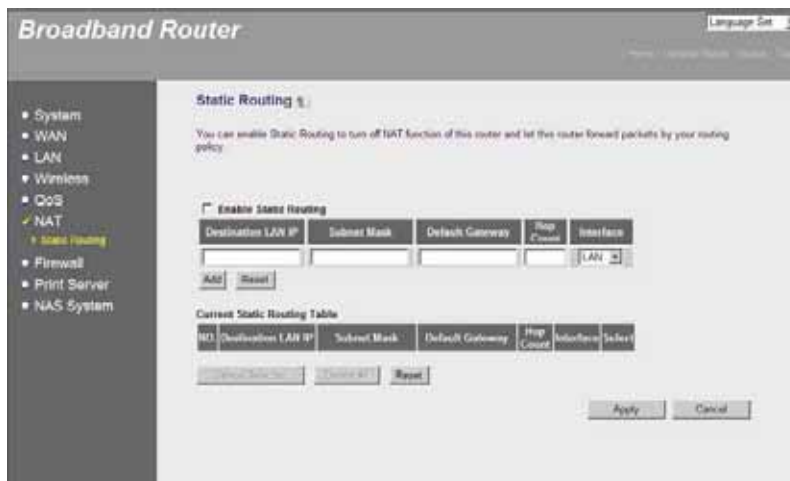 Broadband Router
Language Set
System
WAN
LAN
Wireless
QoS
NAT
Static Routing
Firewall
Print Server
NAS System
Static Routing
You can enable Static Routing to turn off NAT function of this router and let this router forward packets by your routing
policy.
Enable Static Routing
Destination LAN IP Subnet Mask Default Gateway Hop Count Interface
LAN
Add Reset
Current Static Routing Table
NO. Destination LAN IP Subnet Mask Default Gateway Hop Count Interface Select
Delete Selected Delete All Reset
Apply Cancel